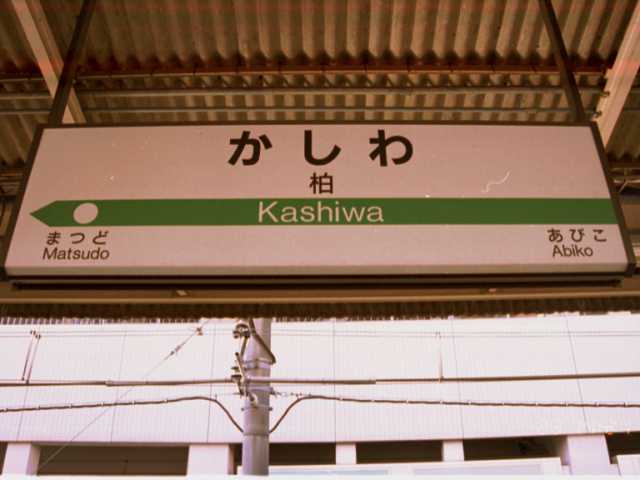 かしわ
柏
Kashiwa
まつど
Matsudo
あびこ
Abiko